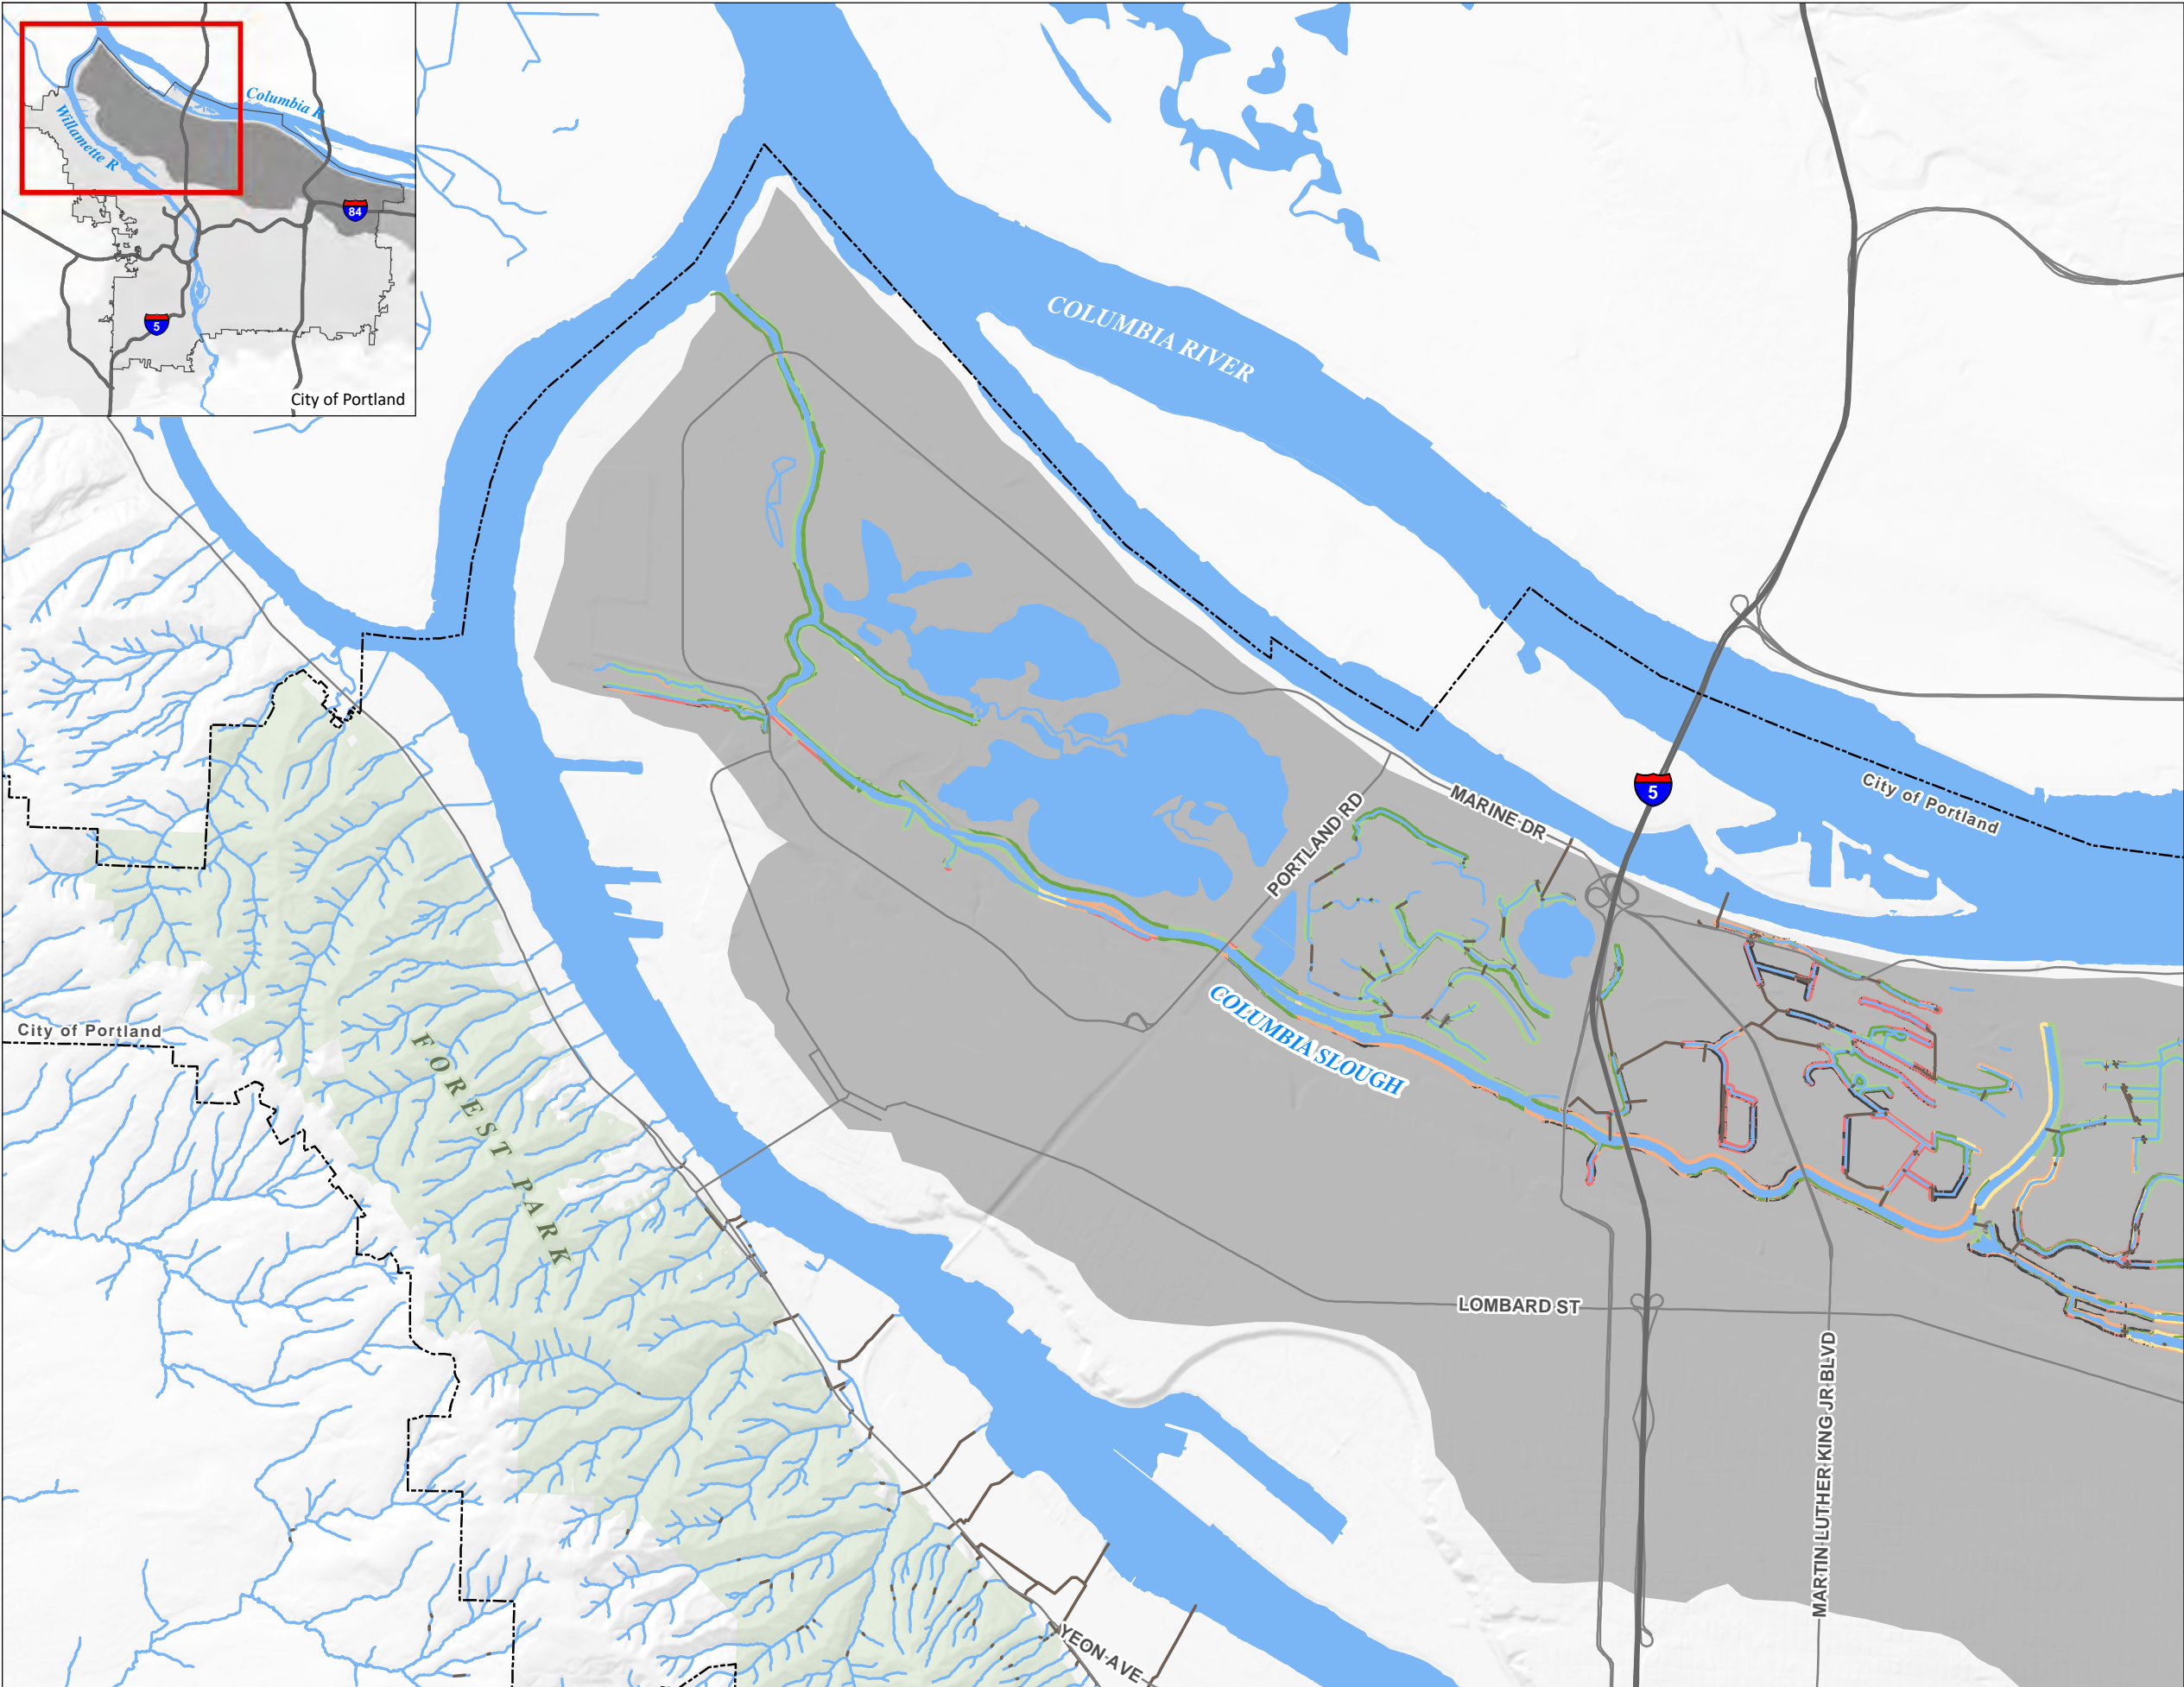 Columbia R
Willamette R
84
5
City of Portland
COLUMBIA RIVER
5
City of Portland
MARINE DR
PORTLAND RD
COLUMBIA SLOUGH
City of Portland
FOREST PARK
LOMBARD ST
MARTIN LUTHER KING JR BLVD
YEON AVE